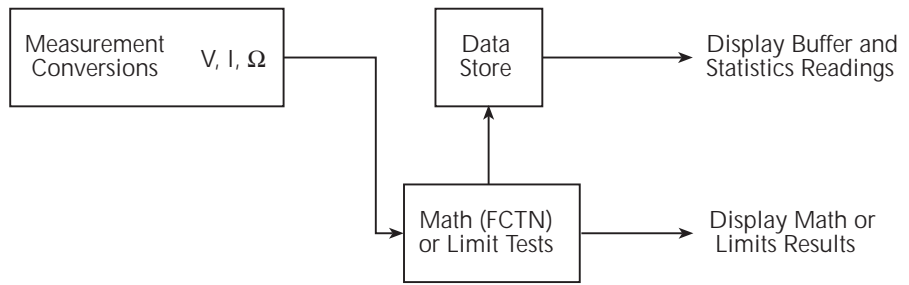 Measurement
Conversions V, I, Ω
Data
Store
Display Buffer and
Statistics Readings
Math (FCTN)
or Limit Tests
Display Math or
Limits Results